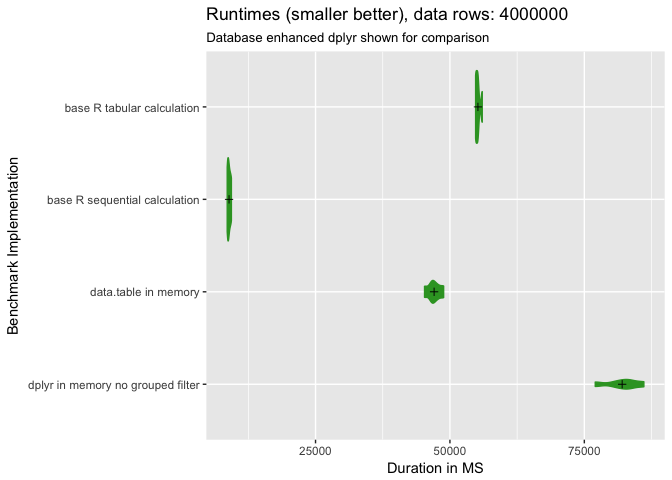 Runtimes (smaller better), data rows: 4000000
Database enhanced dplyr shown for comparison
Benchmark Implementation
base R tabular calculation
base R sequential calculation
data.table in memory
dplyr in memory no grouped filter
25000
50000
75000
Duration in MS